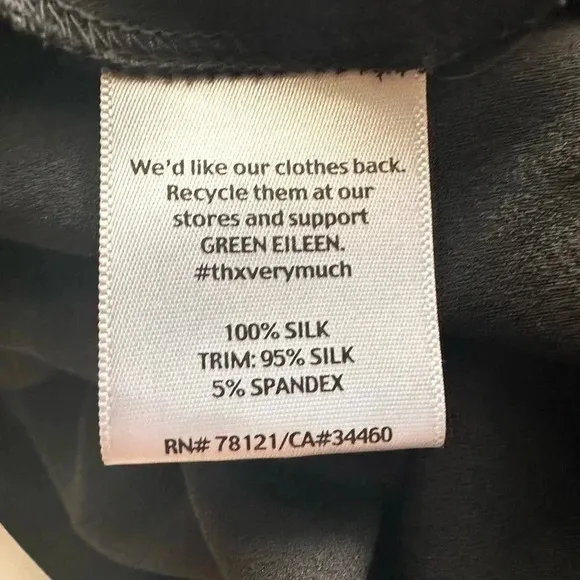 We'd like our clothes back.
Recycle them at our
stores and support
GREEN EILEEN.
#thxverymuch
100% SILK
TRIM: 95% SILK
5% SPANDEX
RN# 78121/CA#34460